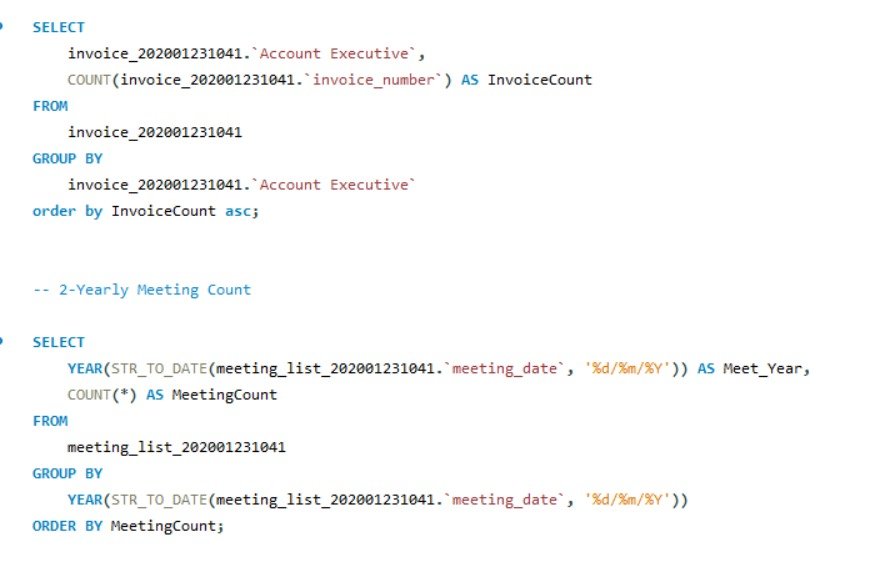 SELECT
invoice_202001231041.`Account Executive`,
COUNT(invoice_202001231041.`invoice_number`) AS InvoiceCount
FROM
invoice_202001231041
GROUP BY
invoice_202001231041.`Account Executive`
order by InvoiceCount asc;
-- 2-Yearly Meeting Count
SELECT
YEAR(STR_TO_DATE(meeting_list_202001231041.`meeting_date`, '%d/%m/%Y')) AS Meet_Year,
COUNT(*) AS MeetingCount
FROM
meeting_list_202001231041
GROUP BY
YEAR(STR_TO_DATE(meeting_list_202001231041.`meeting_date`, '%d/%m/%Y'))
ORDER BY MeetingCount;